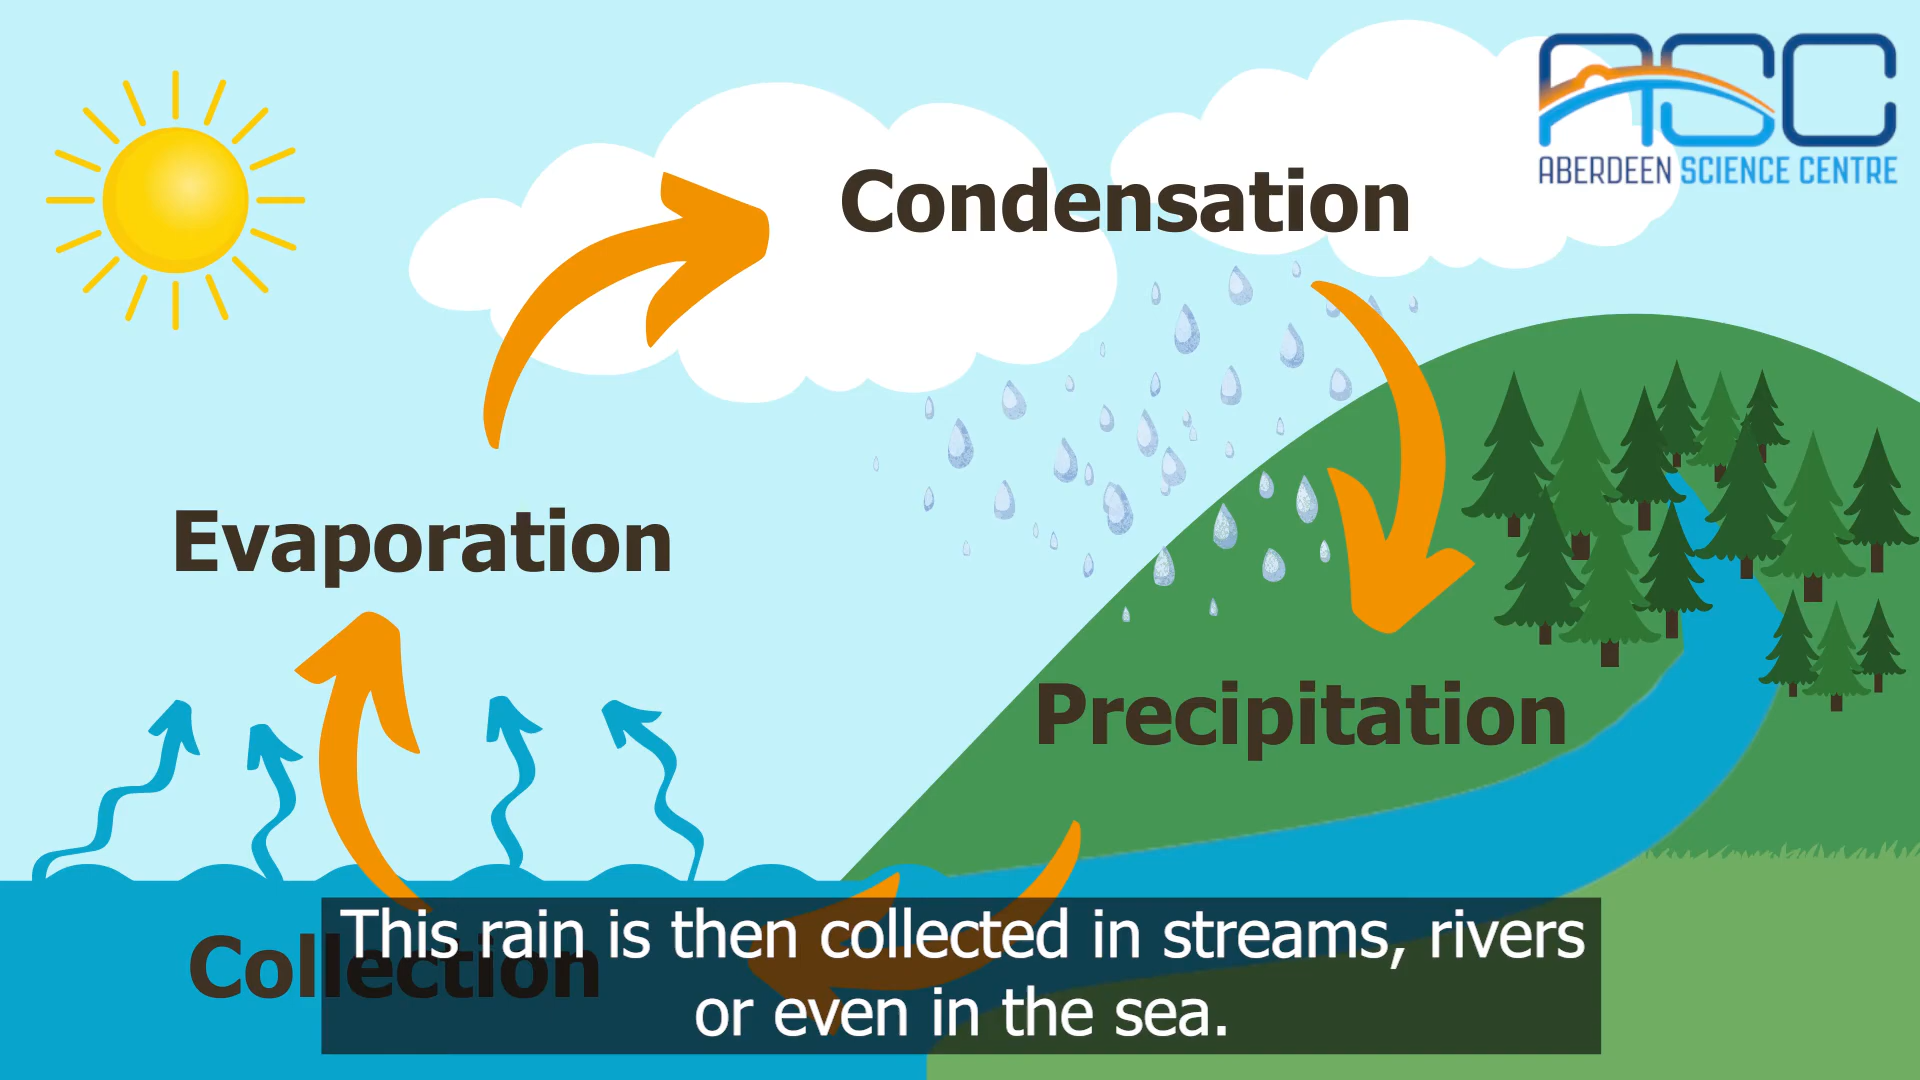 ASC
ABERDEEN SCIENCE CENTRE
Condensation
Evaporation
Precipitation
Collection
This rain is then collected in streams, rivers
or even in the sea.